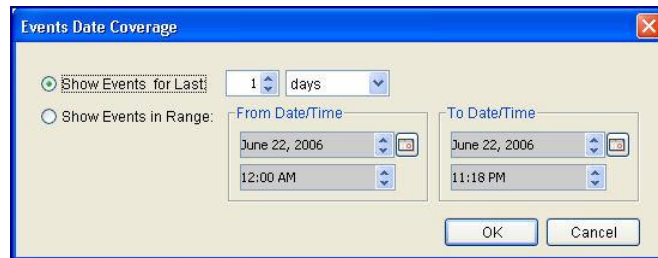 Events Date Coverage
Show Events for Last: 1 days
Show Events in Range:
From Date/Time
June 22, 2006
12:00 AM
To Date/Time
June 22, 2006
11:18 PM
OK
Cancel